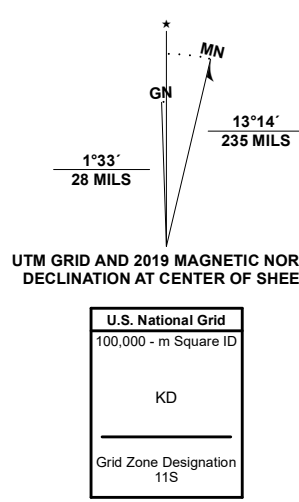 ★
MN
GN
13°14´
235 MILS
1°33´
28 MILS
UTM GRID AND 2019 MAGNETIC NOR
DECLINATION AT CENTER OF SHEE
U.S. National Grid
100,000 - m Square ID
KD
Grid Zone Designation
11S